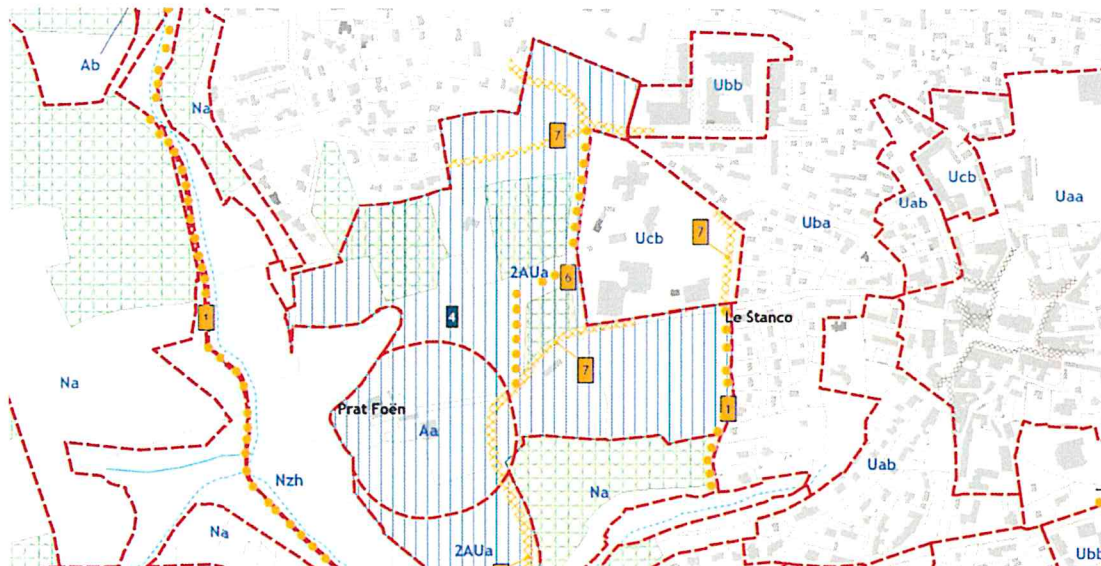 Ab
Na
Ubb
7
Ucb
Uaa
Uab
Uba
7
Ucb
2AUa
6
1
4
Le Stanco
7
Na
Prat Foën
Aa
1
Uab
Nzh
Na
Na
2AUa
Ubb